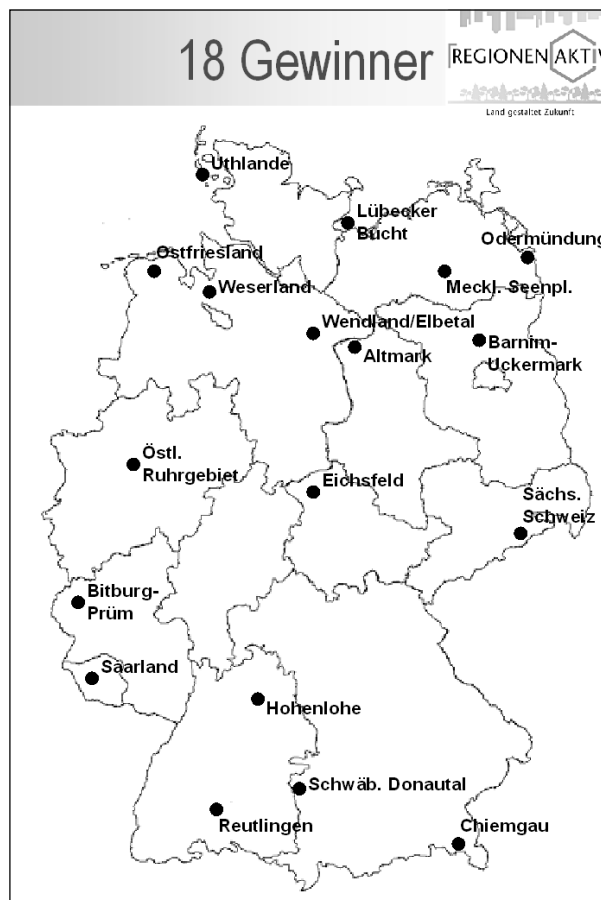 18 Gewinner
REGIONEN AKTIV
Land gestaltet Zukunft
Uthlande
Lübecker
Bucht
Odermündung
Ostfriesland
Weserland
Meckl. Seenpl.
Wendland/Elbetal
Altmark
Barnim-
Uckermark
Östl.
Ruhrgebiet
Eichsfeld
Sächs.
Schweiz
Bitburg-
Prüm
Saarland
Hohenlohe
Schwäb. Donautal
Reutlingen
Chiemgau